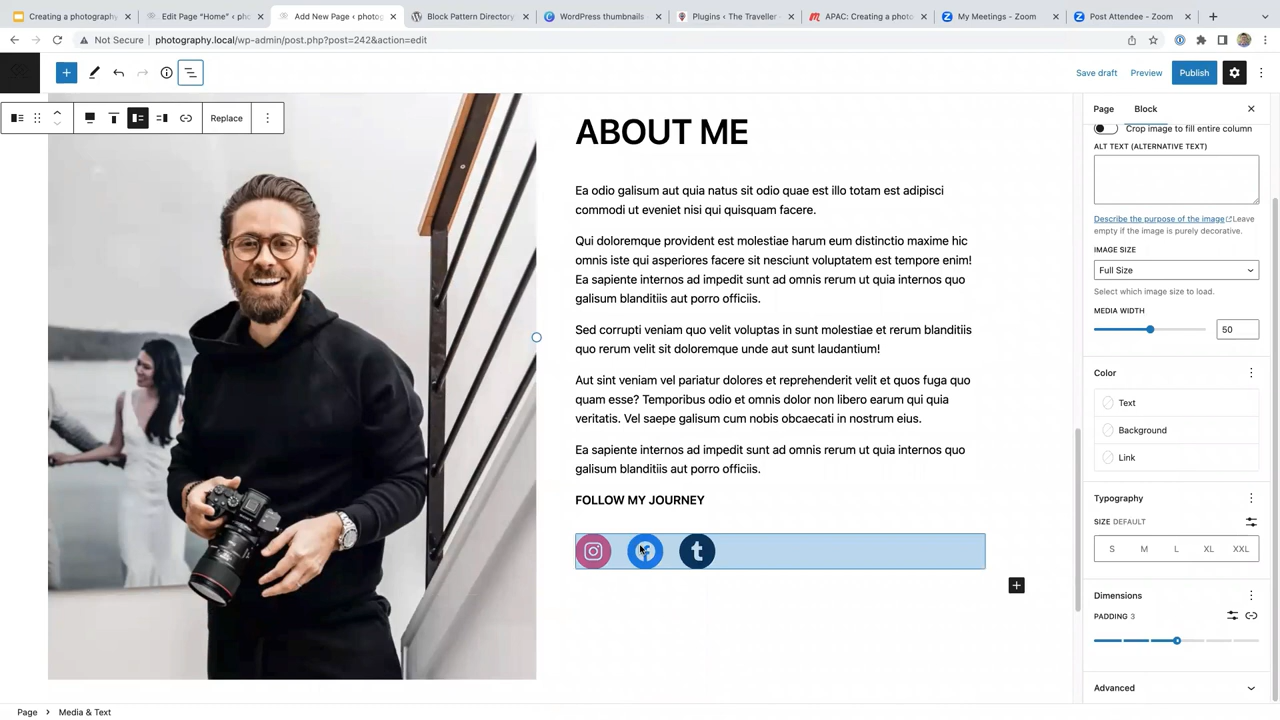 Creating a photography
Edit Page "Home" ‹ pho
Add New Page ‹ photog
Block Pattern Directory
WordPress thumbnails
Plugins ‹ The Traveller
APAC: Creating a photo
My Meetings - Zoom
Post Attendee - Zoom
Not Secure
photography.local/wp-admin/post.php?post=242&action=edit
Save draft
Preview
Publish
Replace
Page
Block
ABOUT ME
Ea odio galisum aut quia natus sit odio quae est illo totam est adipisci
commodi ut eveniet nisi qui quisquam facere.
Qui doloremque provident est molestiae harum eum distinctio maxime hic
omnis iste qui asperiores facere sit nesciunt voluptatem est tempore enim!
Ea sapiente internos ad impedit sunt ad omnis rerum ut quia internos quo
galisum blanditiis aut porro officiis.
Sed corrupti veniam quo velit voluptas in sunt molestiae et rerum blanditiis
quo rerum velit sit doloremque unde aut sunt laudantium!
Aut sint veniam vel pariatur dolores et reprehenderit velit et quos fuga quo
quam esse? Temporibus odio et omnis dolor non libero earum qui quia
veritatis. Vel saepe galisum cum nobis obcaecati in nostrum eius.
Ea sapiente internos ad impedit sunt ad omnis rerum ut quia internos quo
galisum blanditiis aut porro officiis.
FOLLOW MY JOURNEY
Crop image to fill entire column
ALT TEXT (ALTERNATIVE TEXT)
Describe the purpose of the image Leave
empty if the image is purely decorative.
IMAGE SIZE
Full Size
Select which image size to load.
MEDIA WIDTH
50
Color
Text
Background
Link
Typography
SIZE DEFAULT
S M L XL XXL
Dimensions
PADDING 3
Advanced
Page › Media & Text